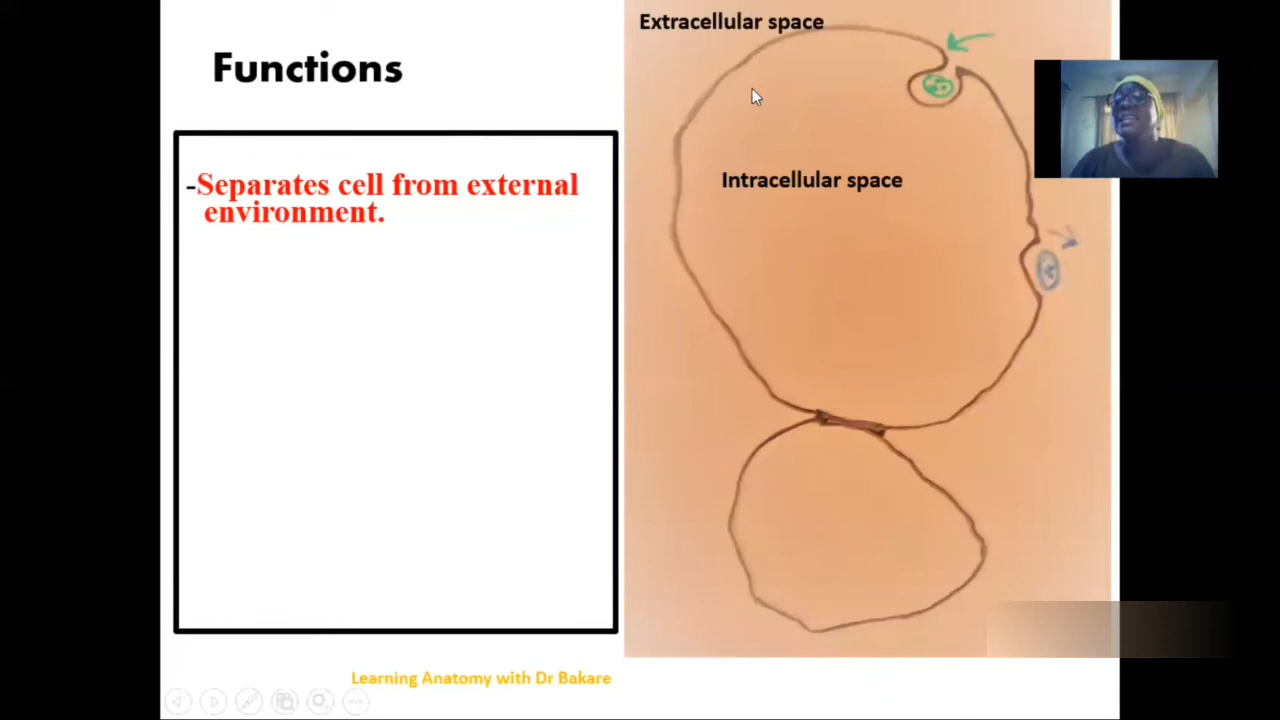 Extracellular space
Functions
Intracellular space
-Separates cell from external
environment.
Learning Anatomy with Dr Bakare